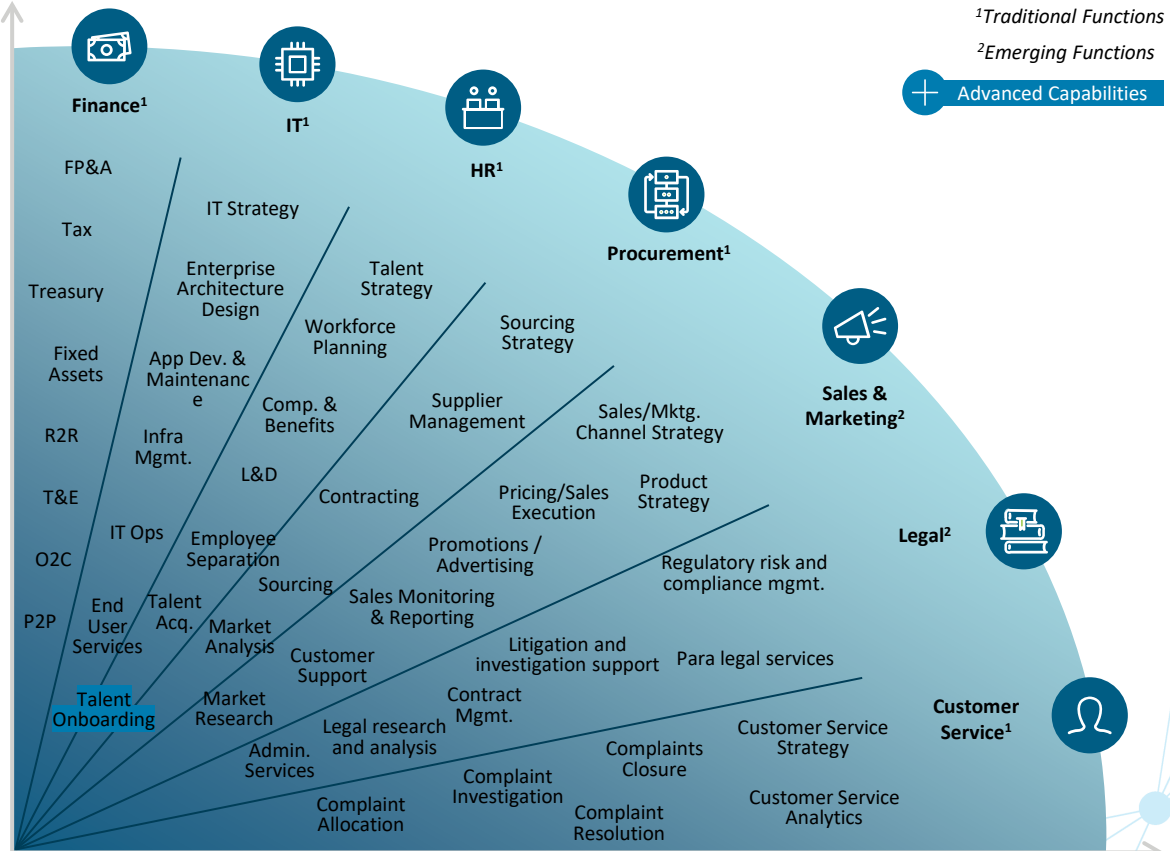 ¹Traditional Functions
²Emerging Functions
Advanced Capabilities
Finance¹
FP&A
Tax
Treasury
Fixed
Assets
R2R
T&E
O2C
P2P
IT¹
IT Strategy
Enterprise
Architecture
Design
App Dev. &
Maintenanc
e
Infra
Mgmt.
IT Ops
End
User
Services
HR¹
Talent
Strategy
Workforce
Planning
Comp. &
Benefits
L&D
Employee
Separation
Talent
Acq.
Talent
Onboarding
Procurement¹
Sourcing
Strategy
Supplier
Management
Contracting
Sourcing
Market
Analysis
Sales &
Marketing²
Sales/Mktg.
Channel Strategy
Product
Strategy
Pricing/Sales
Execution
Promotions /
Advertising
Sales Monitoring
& Reporting
Customer
Support
Market
Research
Legal²
Regulatory risk and
compliance mgmt.
Para legal services
Litigation and
investigation support
Contract
Mgmt.
Legal research
and analysis
Admin.
Services
Customer
Service¹
Customer Service
Strategy
Customer Service
Analytics
Complaints
Closure
Complaint
Resolution
Complaint
Investigation
Complaint
Allocation